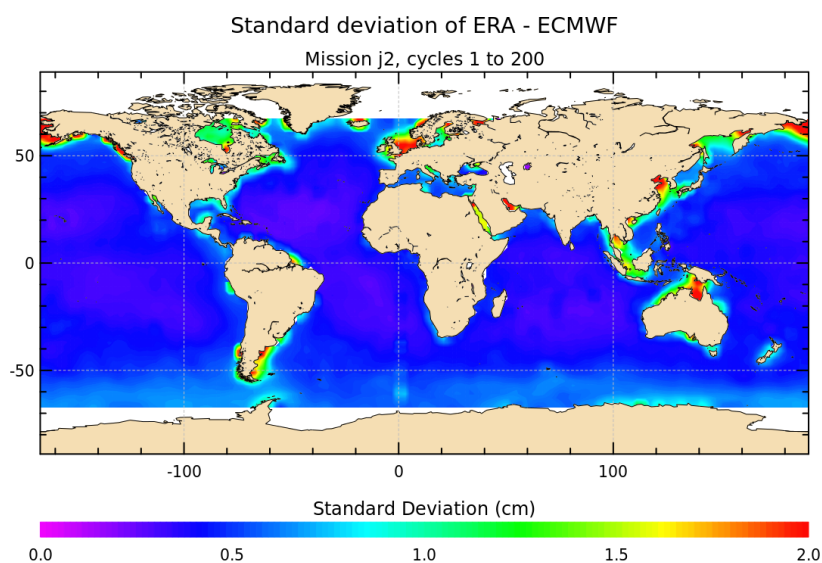 Standard deviation of ERA - ECMWF
Mission j2, cycles 1 to 200
50
0
-50
-100 0 100
Standard Deviation (cm)
0.0 0.5 1.0 1.5 2.0